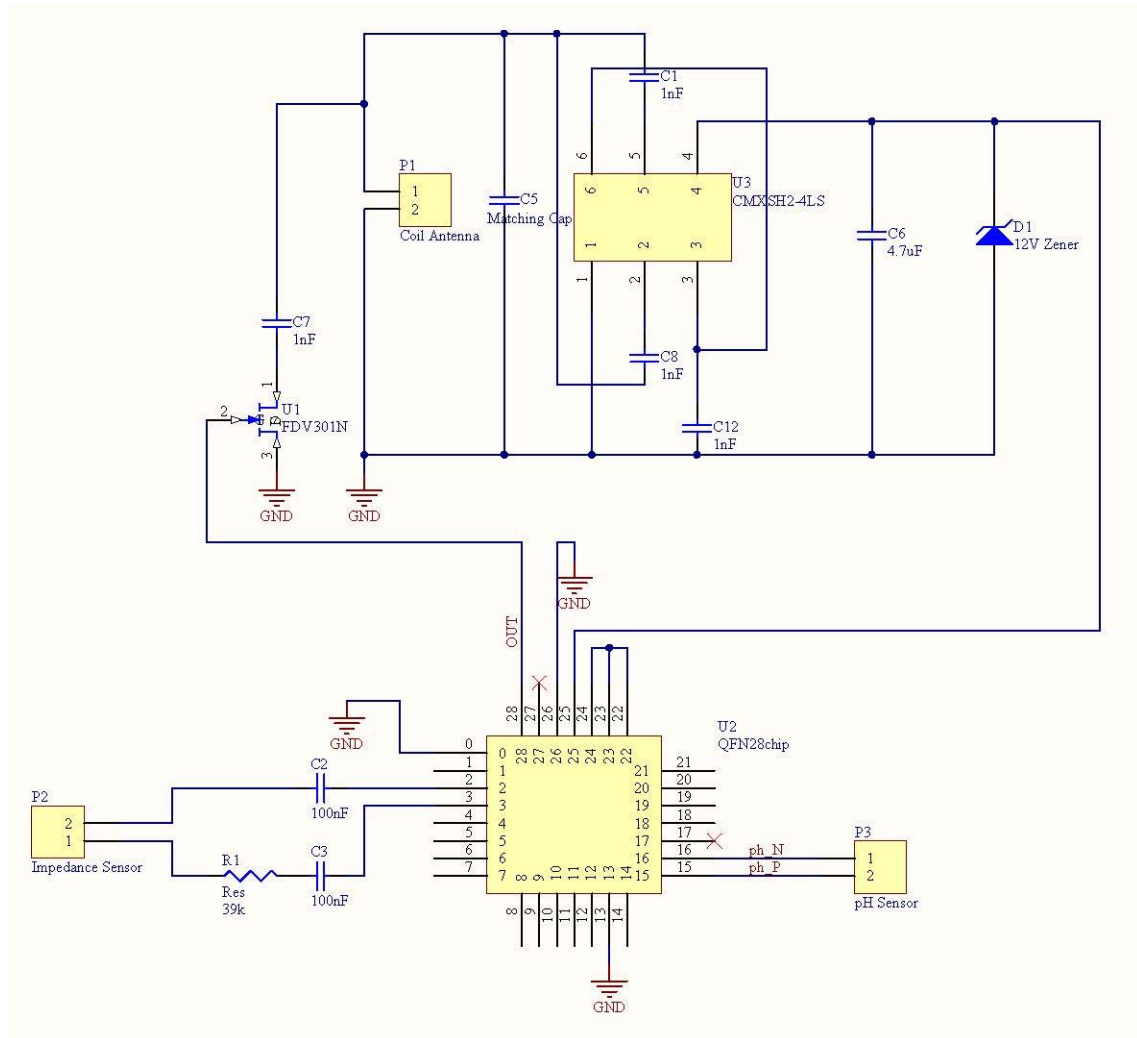 C1
1nF
6
5
4
P1
6
5
4
U3
CMXSH2-4LS
1
2
C5
Matching Cap
Coil Antenna
C6
4.7uF
D1
12V Zener
1
2
3
1
2
3
C7
1nF
C8
1nF
1
2
U1
FDV301N
G
D
3
C12
1nF
GND
GND
GND
OUT
28
27
26
25
24
23
22
U2
QFN28chip
GND
0
1
2
3
4
5
6
7
0
1
2
3
4
5
6
7
28
27
26
25
24
23
22
21
20
19
18
17
16
15
21
20
19
18
17
16
15
C2
100nF
P2
2
1
Impedance Sensor
R1
Res
39k
C3
100nF
ph_N
ph_P
P3
1
2
pH Sensor
8
9
10
11
12
13
14
8
9
10
11
12
13
14
GND